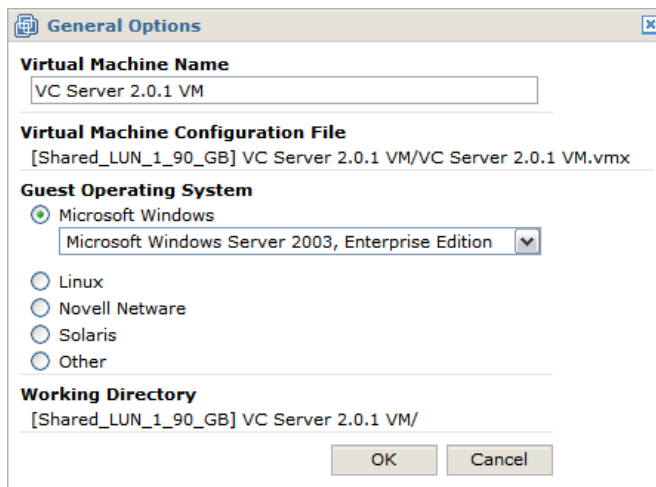 General Options
Virtual Machine Name
VC Server 2.0.1 VM
Virtual Machine Configuration File
[Shared_LUN_1_90_GB] VC Server 2.0.1 VM/VC Server 2.0.1 VM.vmx
Guest Operating System
Microsoft Windows
Microsoft Windows Server 2003, Enterprise Edition
Linux
Novell Netware
Solaris
Other
Working Directory
[Shared_LUN_1_90_GB] VC Server 2.0.1 VM/
OK Cancel